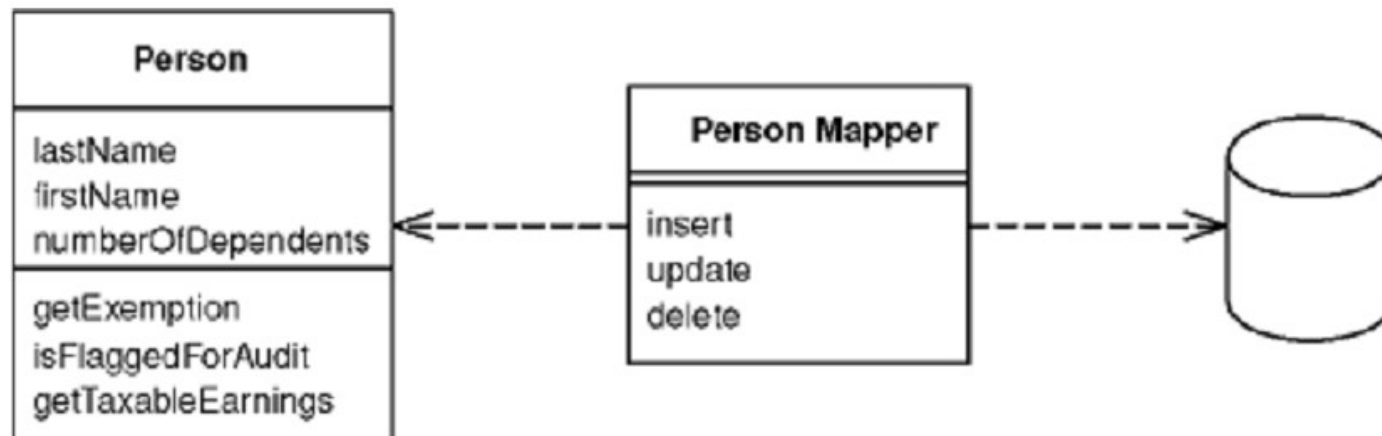 Person
lastName
firstName
numberOfDependents
getExemption
isFlaggedForAudit
getTaxableEarnings
Person Mapper
insert
update
delete